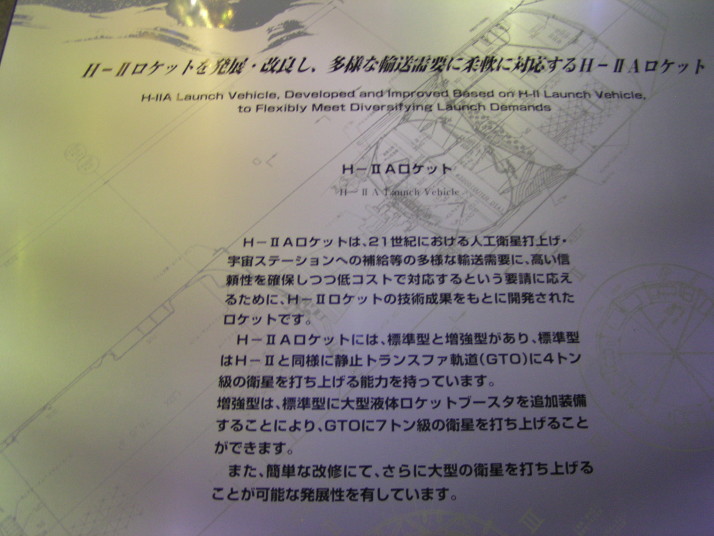 H-ⅡロケットをE発展・改良し、多様な輸送需要に柔軟に対応するH-ⅡAロケット
H-IIA Launch Vehicle, Developed and Improved Based on H-II Launch Vehicle,
to Flexibly Meet Diversifying Launch Demands
H-ⅡAロケット
H-ⅡA Launch Vehicle
H-ⅡAロケットは、21世紀における人工衛星打上げ・
宇宙ステーションへの補給等の多様な輸送需要に、高い信
頼性を確保しつつ低コストで対応するという要請に応え
るために、H-Ⅱロケットの技術成果をもとに開発された
ロケットです。
H-ⅡAロケットには、標準型と増強型があり、標準型
はH-Ⅱと同様に静止トランスファ軌道(GTO)に4トン
級の衛星を打ち上げる能力を持っています。
増強型は、標準型に大型液体ロケットブースタを追加装備
することにより、GTOに7トン級の衛星を打ち上げること
ができます。
また、簡単な改修にて、さらに大型の衛星を打ち上げる
ことが可能な発展性を有しています。